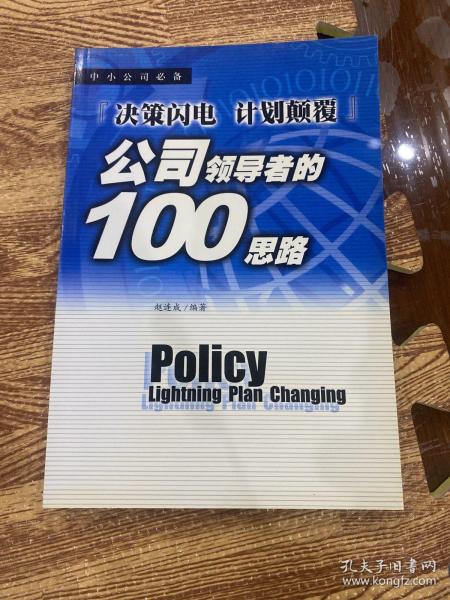 中小公司必备
『决策闪电 计划颠覆』
公司领导者的
100思路
赵连成/编著
Policy
Lightning Plan Changing
孔夫子旧书网
www.kongfz.com